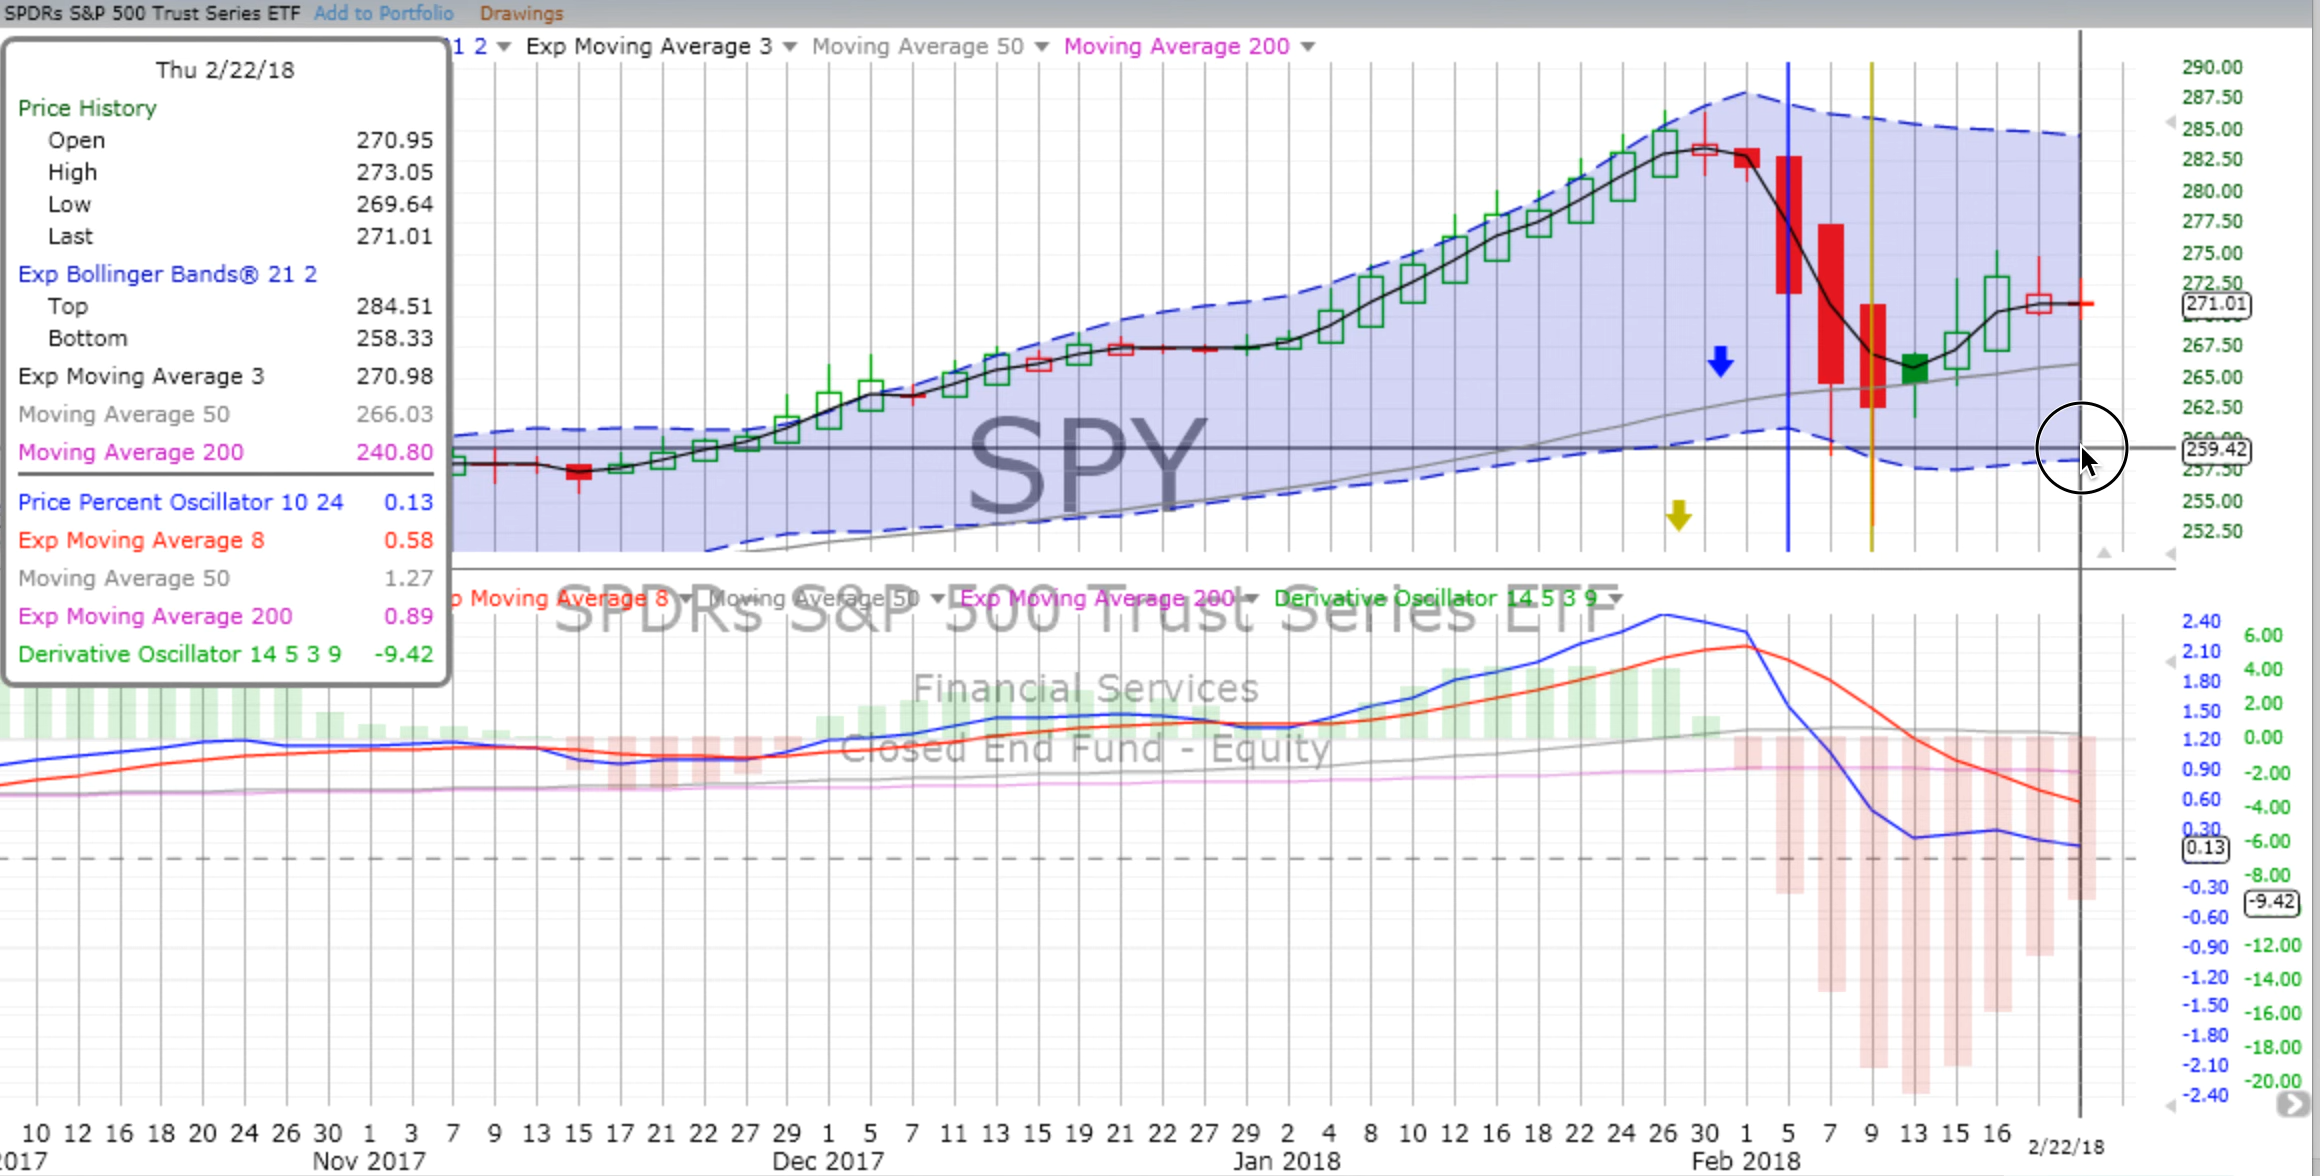 SPDRs S&P 500 Trust Series ETF Add to Portfolio Drawings
1 2 Exp Moving Average 3 Moving Average 50 Moving Average 200
Thu 2/22/18
Price History
Open 270.95
High 273.05
Low 269.64
Last 271.01
Exp Bollinger Bands® 21 2
Top 284.51
Bottom 258.33
Exp Moving Average 3 270.98
Moving Average 50 266.03
Moving Average 200 240.80
Price Percent Oscillator 10 24 0.13
Exp Moving Average 8 0.58
Moving Average 50 1.27
Exp Moving Average 200 0.89
Derivative Oscillator 14 5 3 9 -9.42
290.00
287.50
285.00
282.50
280.00
277.50
275.00
272.50
271.01
267.50
265.00
262.50
259.42
257.50
255.00
252.50
SPY
Moving Average 8 Moving Average 50 Exp Moving Average 200 Derivative Oscillator 14 5 3 9
SPDRs S&P 500 Trust Series ETF
Financial Services
Closed End Fund - Equity
2.40
2.10
1.80
1.50
1.20
0.90
0.60
0.30
0.13
-0.30
-0.60
-0.90
-1.20
-1.50
-1.80
-2.10
-2.40
6.00
4.00
2.00
0.00
-2.00
-4.00
-6.00
-8.00
-9.42
-12.00
-14.00
-16.00
-18.00
-20.00
10 12 16 18 20 24 26 30 1 3 7 9 13 15 17 21 22 27 29 1 5 7 11 13 15 19 21 22 27 29 2 4 8 10 12 16 18 22 24 26 30 1 5 7 9 13 15 16 2/22/18
2017 Nov 2017 Dec 2017 Jan 2018 Feb 2018